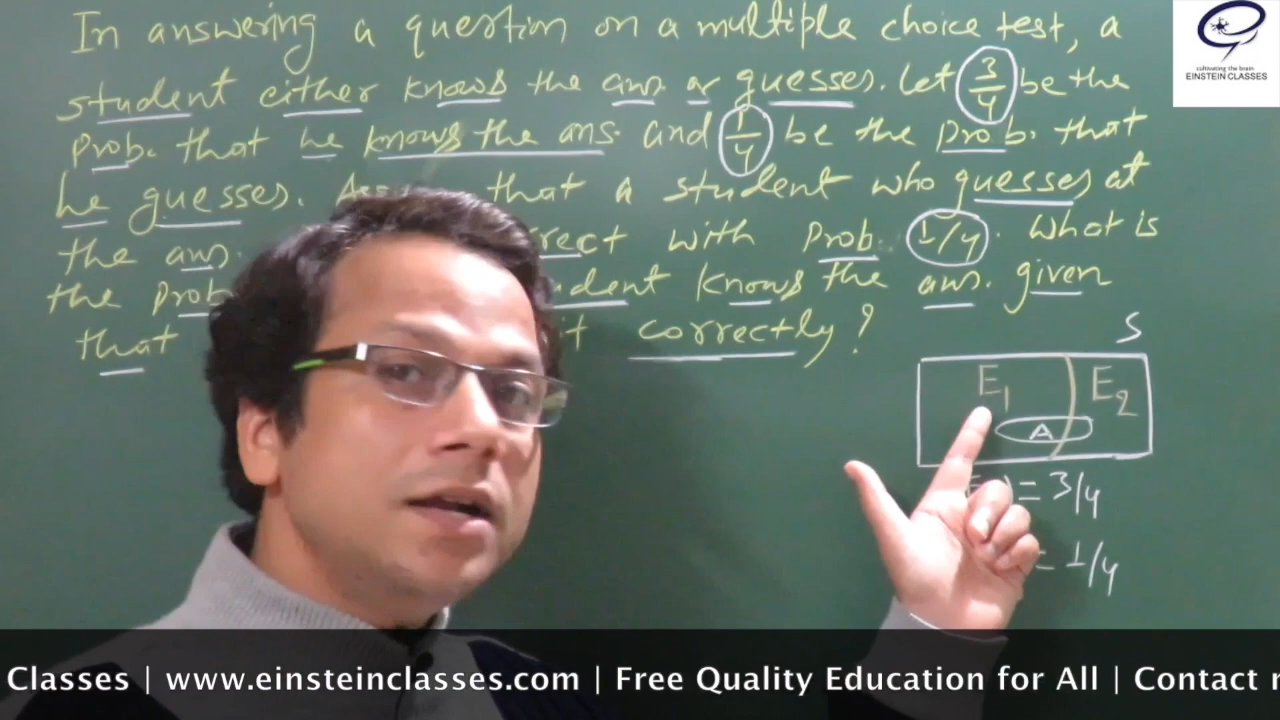 In answering a question on a multiple choice test, a
student either knows the ans. or guesses. Let 3/4 be the
prob. that he knows the ans. and 1/4 be the prob. that
he guesses. that a student who guesses at
the ans. with prob. 1/4. What is
the knows the ans. given
that it correctly?
S
E1 E2
A
= 3/4
= 1/4
cultivating the brain
EINSTEIN CLASSES
Classes | www.einsteinclasses.com | Free Quality Education for All | Contact